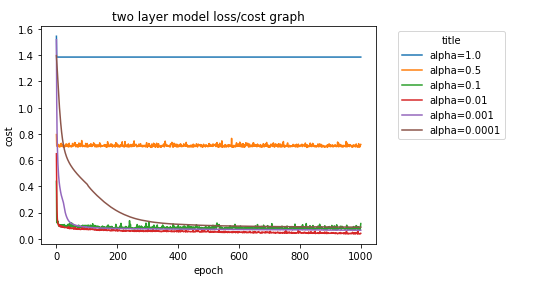 two layer model loss/cost graph
title
alpha=1.0
alpha=0.5
alpha=0.1
alpha=0.01
alpha=0.001
alpha=0.0001
cost
1.6
1.4
1.2
1.0
0.8
0.6
0.4
0.2
0.0
0 200 400 600 800 1000
epoch